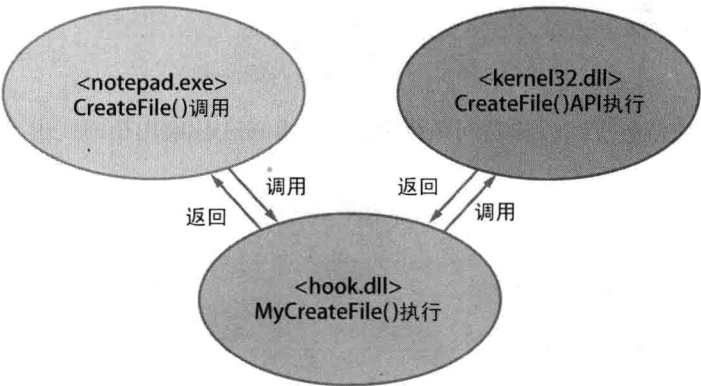 <notepad.exe>
CreateFile()调用
<kernel32.dll>
CreateFile()API执行
调用
返回
返回
调用
<hook.dll>
MyCreateFile()执行